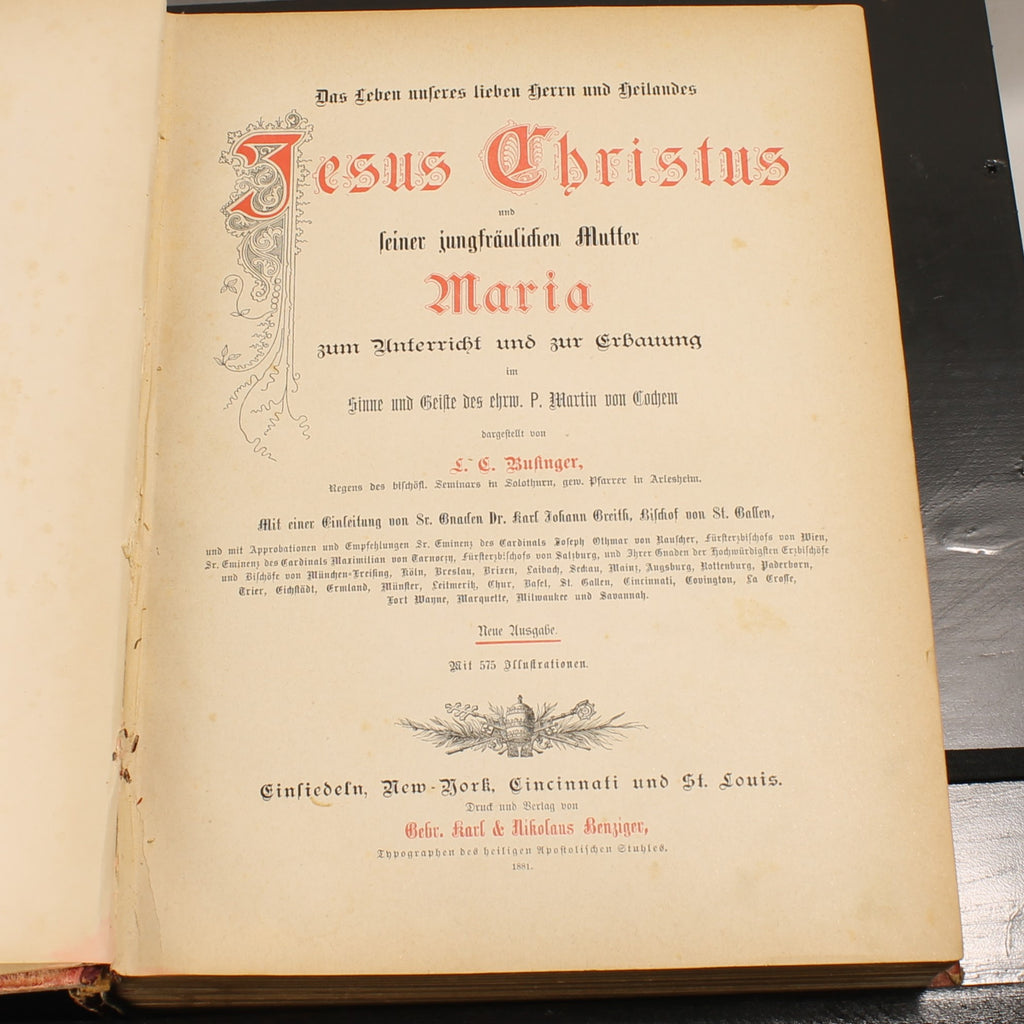 Das Leben unseres lieben Herrn und Heilandes
Jesus Christus
und
seiner jungfräulichen Mutter
Maria
zum Unterricht und zur Erbauung
im
Sinne und Geiste des ehrw. P. Martin von Cochem
dargestellt von
L. C. Businger,
Regens des bischöfl. Seminars in Solothurn, gew. Pfarrer in Arlesheim.
Mit einer Einleitung von Sr. Gnaden Dr. Karl Johann Greith, Bischof von St. Gallen,
und mit Approbationen und Empfehlungen Sr. Eminenz des Cardinals Joseph Othmar von Rauscher, Fürsterzbischofs von Wien,
Sr. Eminenz des Cardinals Maximilian von Tarnoczy, Fürsterzbischofs von Salzburg, und Ihrer Gnaden der Hochwürdigsten Erzbischöfe
und Bischöfe von München-Freising, Köln, Breslau, Brixen, Laibach, Seckau, Mainz, Augsburg, Rottenburg, Paderborn,
Trier, Eichstädt, Ermland, Münster, Leitmeritz, Chur, Basel, St. Gallen, Cincinnati, Covington, La Crosse,
Fort Wayne, Marquette, Milwaukee und Savannah.
Neue Ausgabe.
Mit 575 Illustrationen.
Einsiedeln, New-York, Cincinnati und St. Louis.
Druck und Verlag von
Gebr. Karl & Nikolaus Benziger,
Typographen des heiligen Apostolischen Stuhles.
1881.